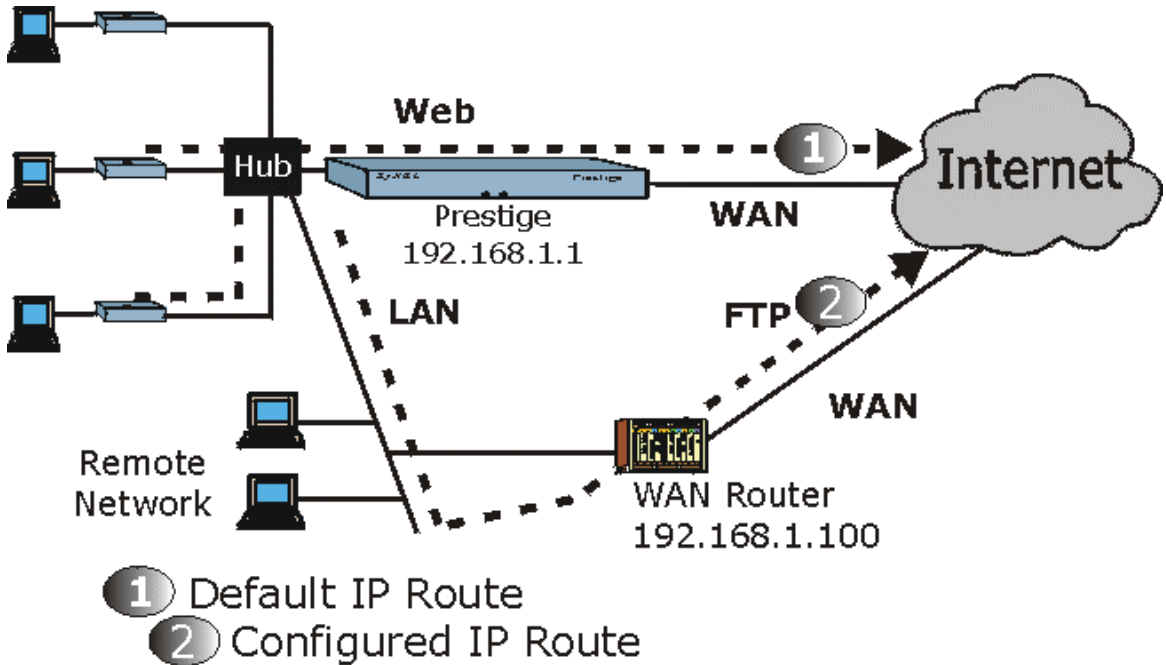 Web
1
Hub
Internet
Prestige
WAN
Prestige
192.168.1.1
LAN
FTP
2
WAN
Remote
Network
WAN Router
192.168.1.100
1 Default IP Route
2 Configured IP Route